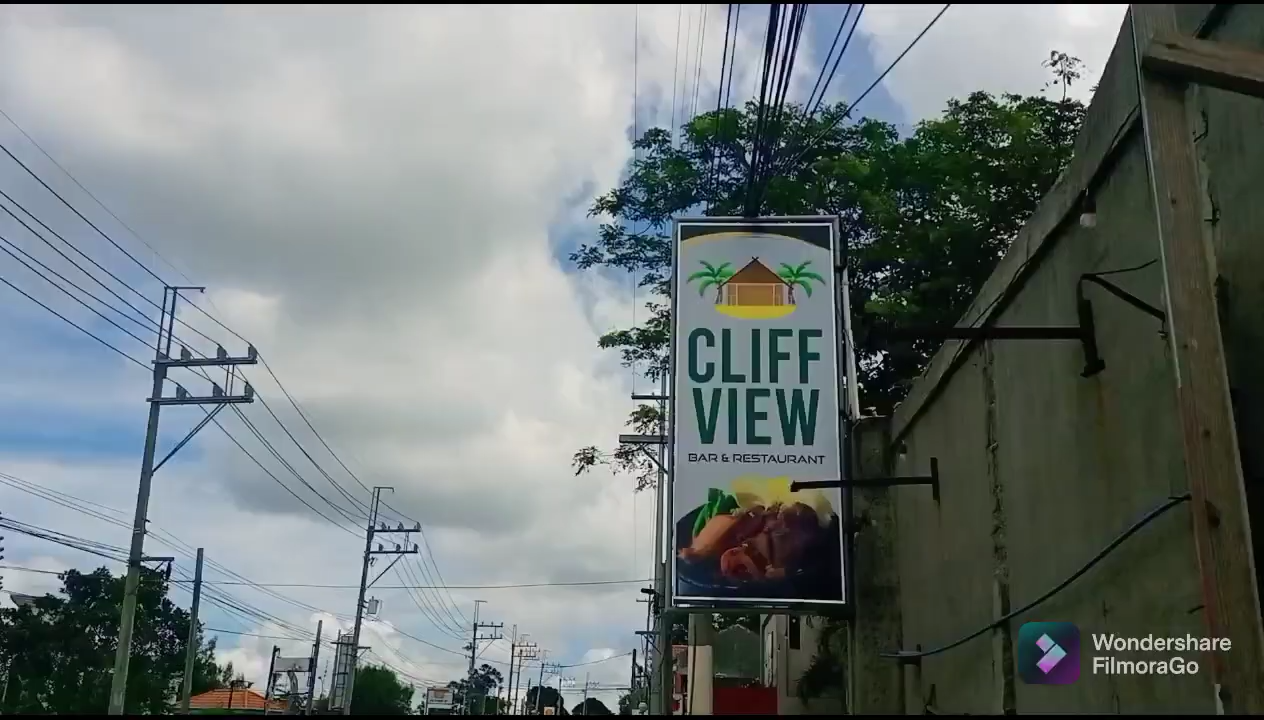 CLIFF
VIEW
BAR & RESTAURANT
Wondershare
FilmoraGo